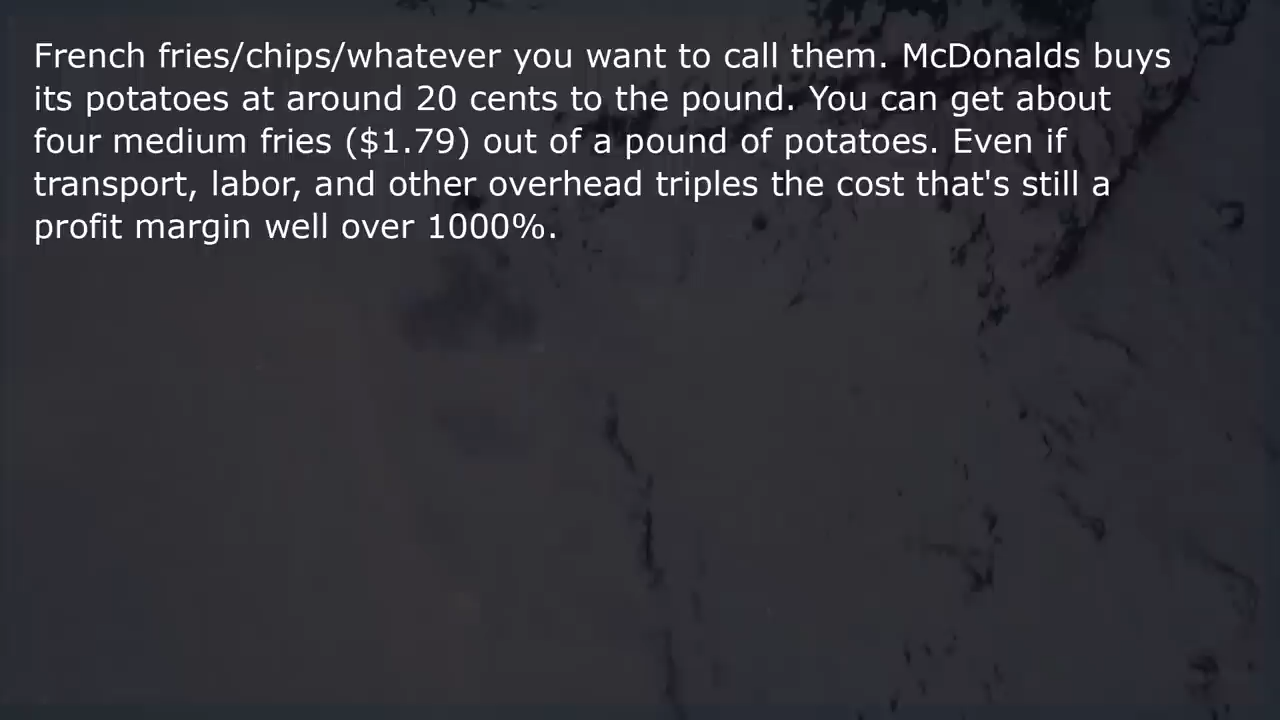 French fries/chips/whatever you want to call them. McDonalds buys
its potatoes at around 20 cents to the pound. You can get about
four medium fries ($1.79) out of a pound of potatoes. Even if
transport, labor, and other overhead triples the cost that's still a
profit margin well over 1000%.